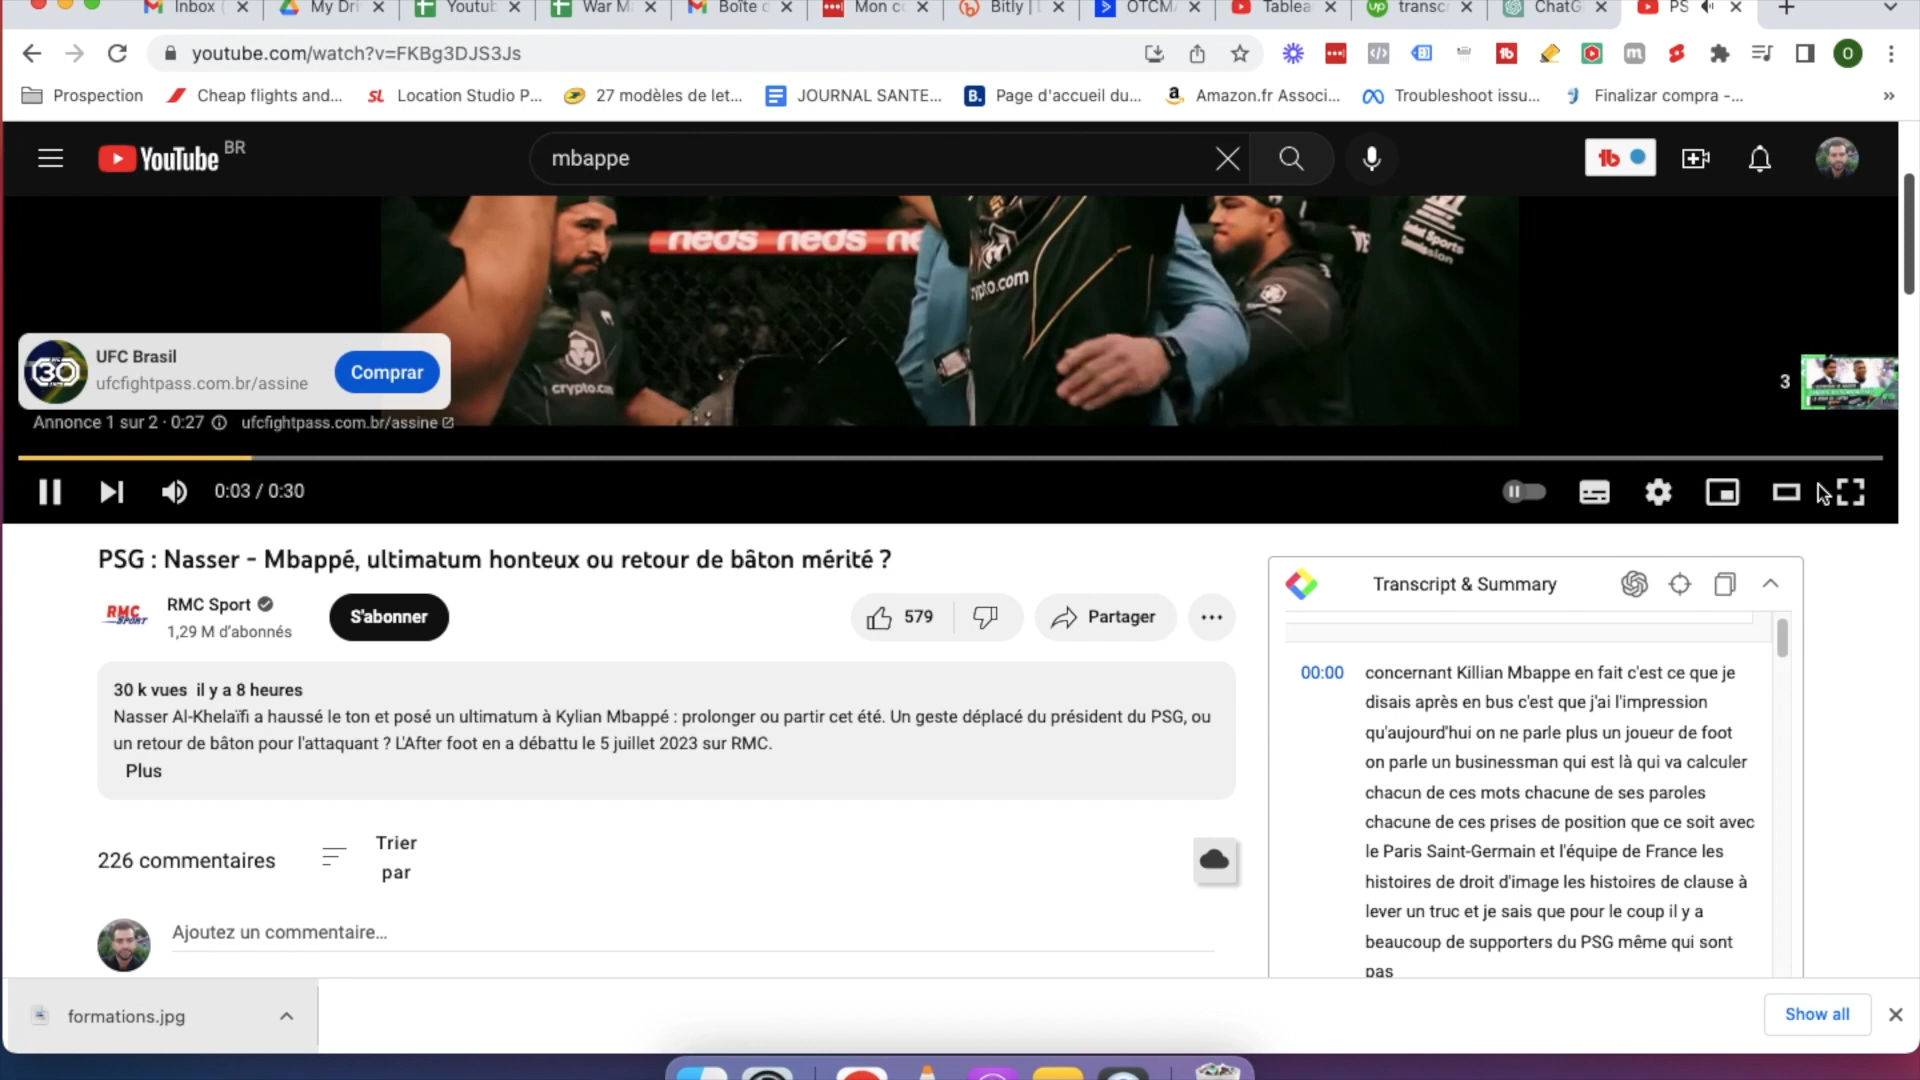 Inbox
My Dri
Youtub
War M
Boîte d
Mon c
Bitly | L
OTCM
Tablea
transc
ChatG
PS
youtube.com/watch?v=FKBg3DJS3Js
O
Prospection
Cheap flights and...
SL Location Studio P...
27 modèles de let...
JOURNAL SANTE...
B. Page d'accueil du...
a Amazon.fr Associ...
Troubleshoot issu...
Finalizar compra -...
»
YouTube BR
mbappe
neds neds ne
crypto.com
Combat Sports
Commission
UFC Brasil
ufcfightpass.com.br/assine
Comprar
3
Annonce 1 sur 2 · 0:27 ufcfightpass.com.br/assine
0:03 / 0:30
PSG : Nasser - Mbappé, ultimatum honteux ou retour de bâton mérité ?
RMC SPORT
RMC Sport
1,29 M d'abonnés
S'abonner
579
Partager
30 k vues il y a 8 heures
Nasser Al-Khelaïfi a haussé le ton et posé un ultimatum à Kylian Mbappé : prolonger ou partir cet été. Un geste déplacé du président du PSG, ou
un retour de bâton pour l'attaquant ? L'After foot en a débattu le 5 juillet 2023 sur RMC.
Plus
226 commentaires
Trier
par
Ajoutez un commentaire...
Transcript & Summary
00:00
concernant Killian Mbappe en fait c'est ce que je
disais après en bus c'est que j'ai l'impression
qu'aujourd'hui on ne parle plus un joueur de foot
on parle un businessman qui est là qui va calculer
chacun de ces mots chacune de ses paroles
chacune de ces prises de position que ce soit avec
le Paris Saint-Germain et l'équipe de France les
histoires de droit d'image les histoires de clause à
lever un truc et je sais que pour le coup il y a
beaucoup de supporters du PSG même qui sont
pas
formations.jpg
Show all